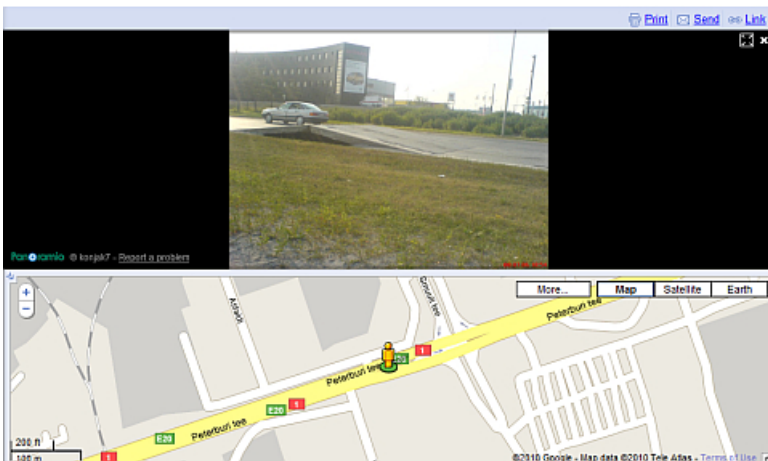 Print Send Link
Panoramio © konjak7 - Report a problem
More... Map Satellite Earth
Peterburi tee
E20 1
Peterburi tee
E20 1
E20
Peterburi tee
200 ft
100 m
1
©2010 Google - Map data ©2010 Tele Atlas - Terms of Use